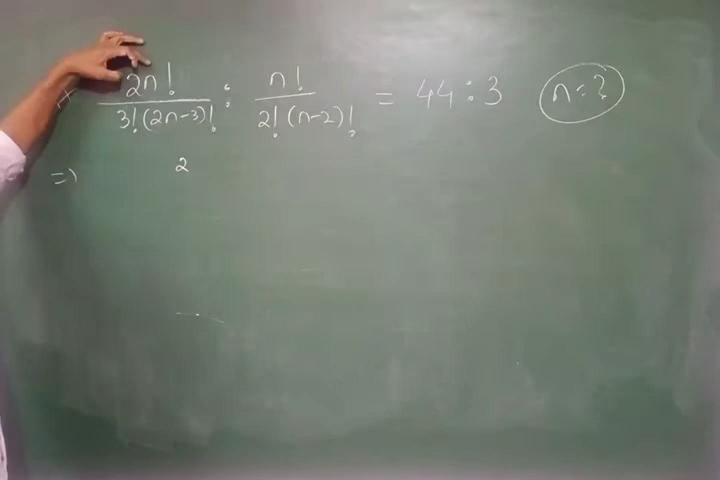 * 2n! / 3!(2n-3)! : n! / 2!(n-2)! = 44:3 n=?
=) 2